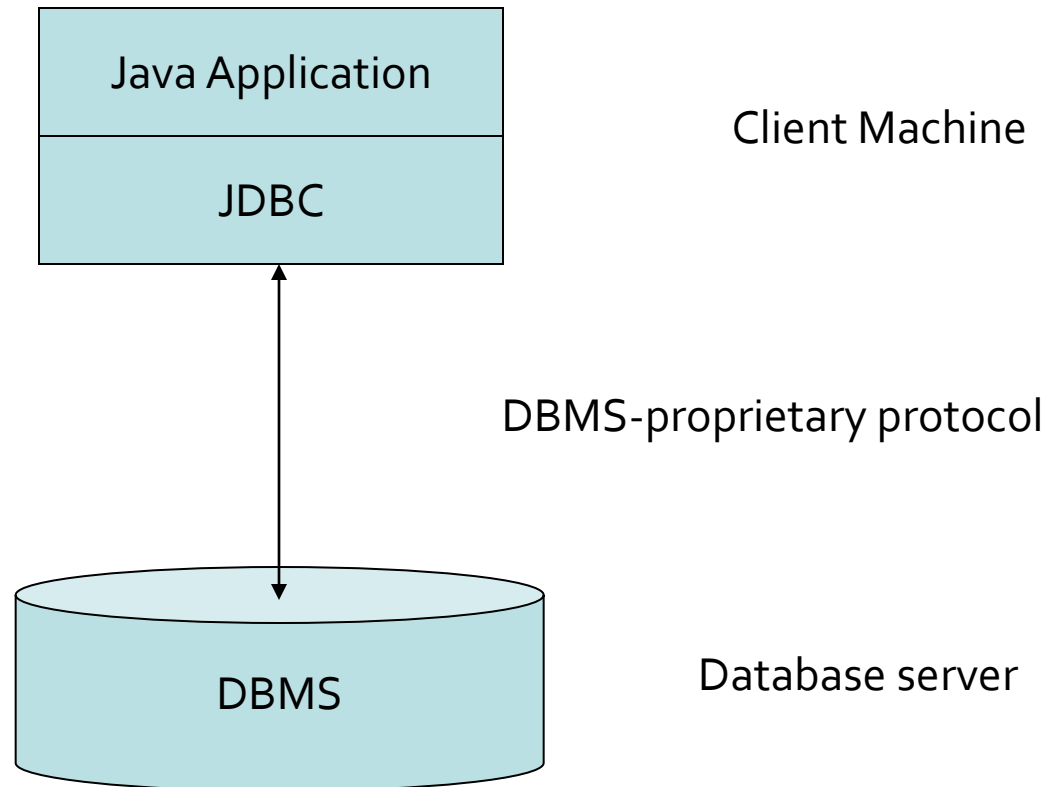 Java Application
Client Machine
JDBC
DBMS-proprietary protocol
Database server
DBMS